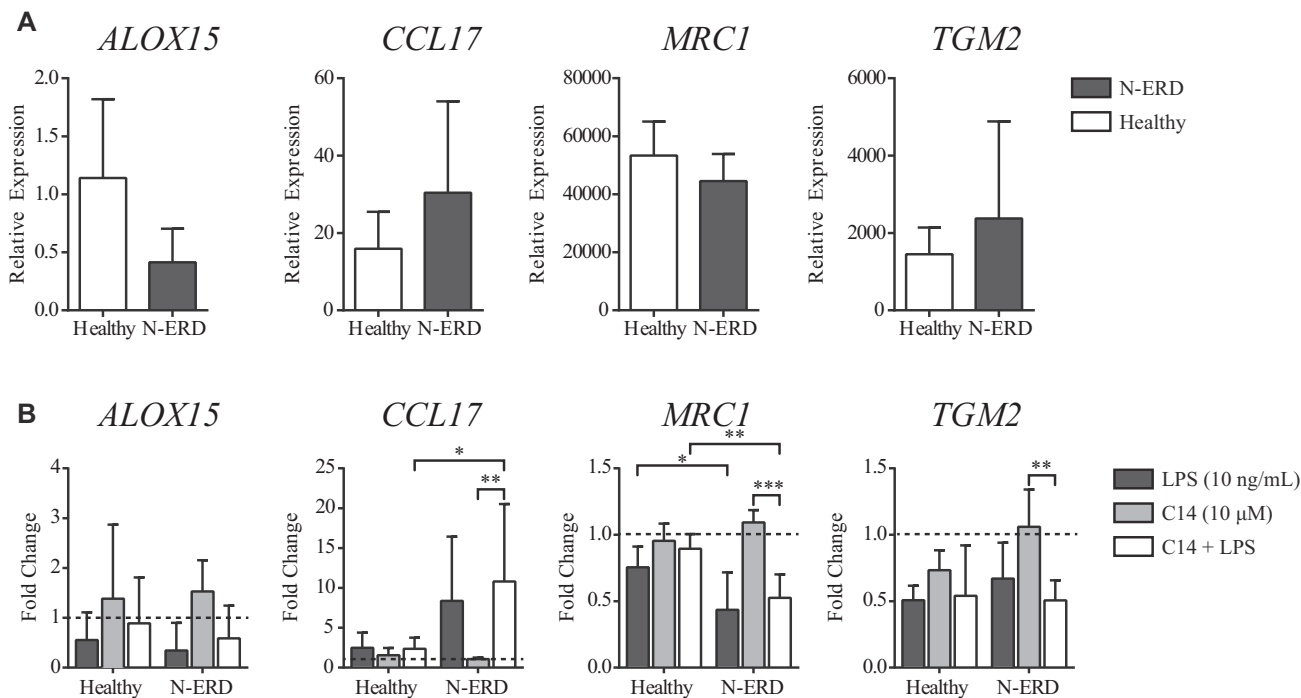 A
ALOX15
CCL17
MRC1
TGM2
Relative Expression
2.0
1.5
1.0
0.5
0.0
Healthy N-ERD
Relative Expression
60
40
20
0
Healthy N-ERD
Relative Expression
80000
60000
40000
20000
0
Healthy N-ERD
Relative Expression
6000
4000
2000
0
Healthy N-ERD
N-ERD
Healthy
B
ALOX15
CCL17
MRC1
TGM2
Fold Change
4
3
2
1
0
Healthy N-ERD
Fold Change
25
20
15
10
5
0
*
**
Healthy N-ERD
Fold Change
1.5
1.0
0.5
0.0
**
*
***
Healthy N-ERD
Fold Change
1.5
1.0
0.5
0.0
**
Healthy N-ERD
LPS (10 ng/mL)
C14 (10 μM)
C14 + LPS